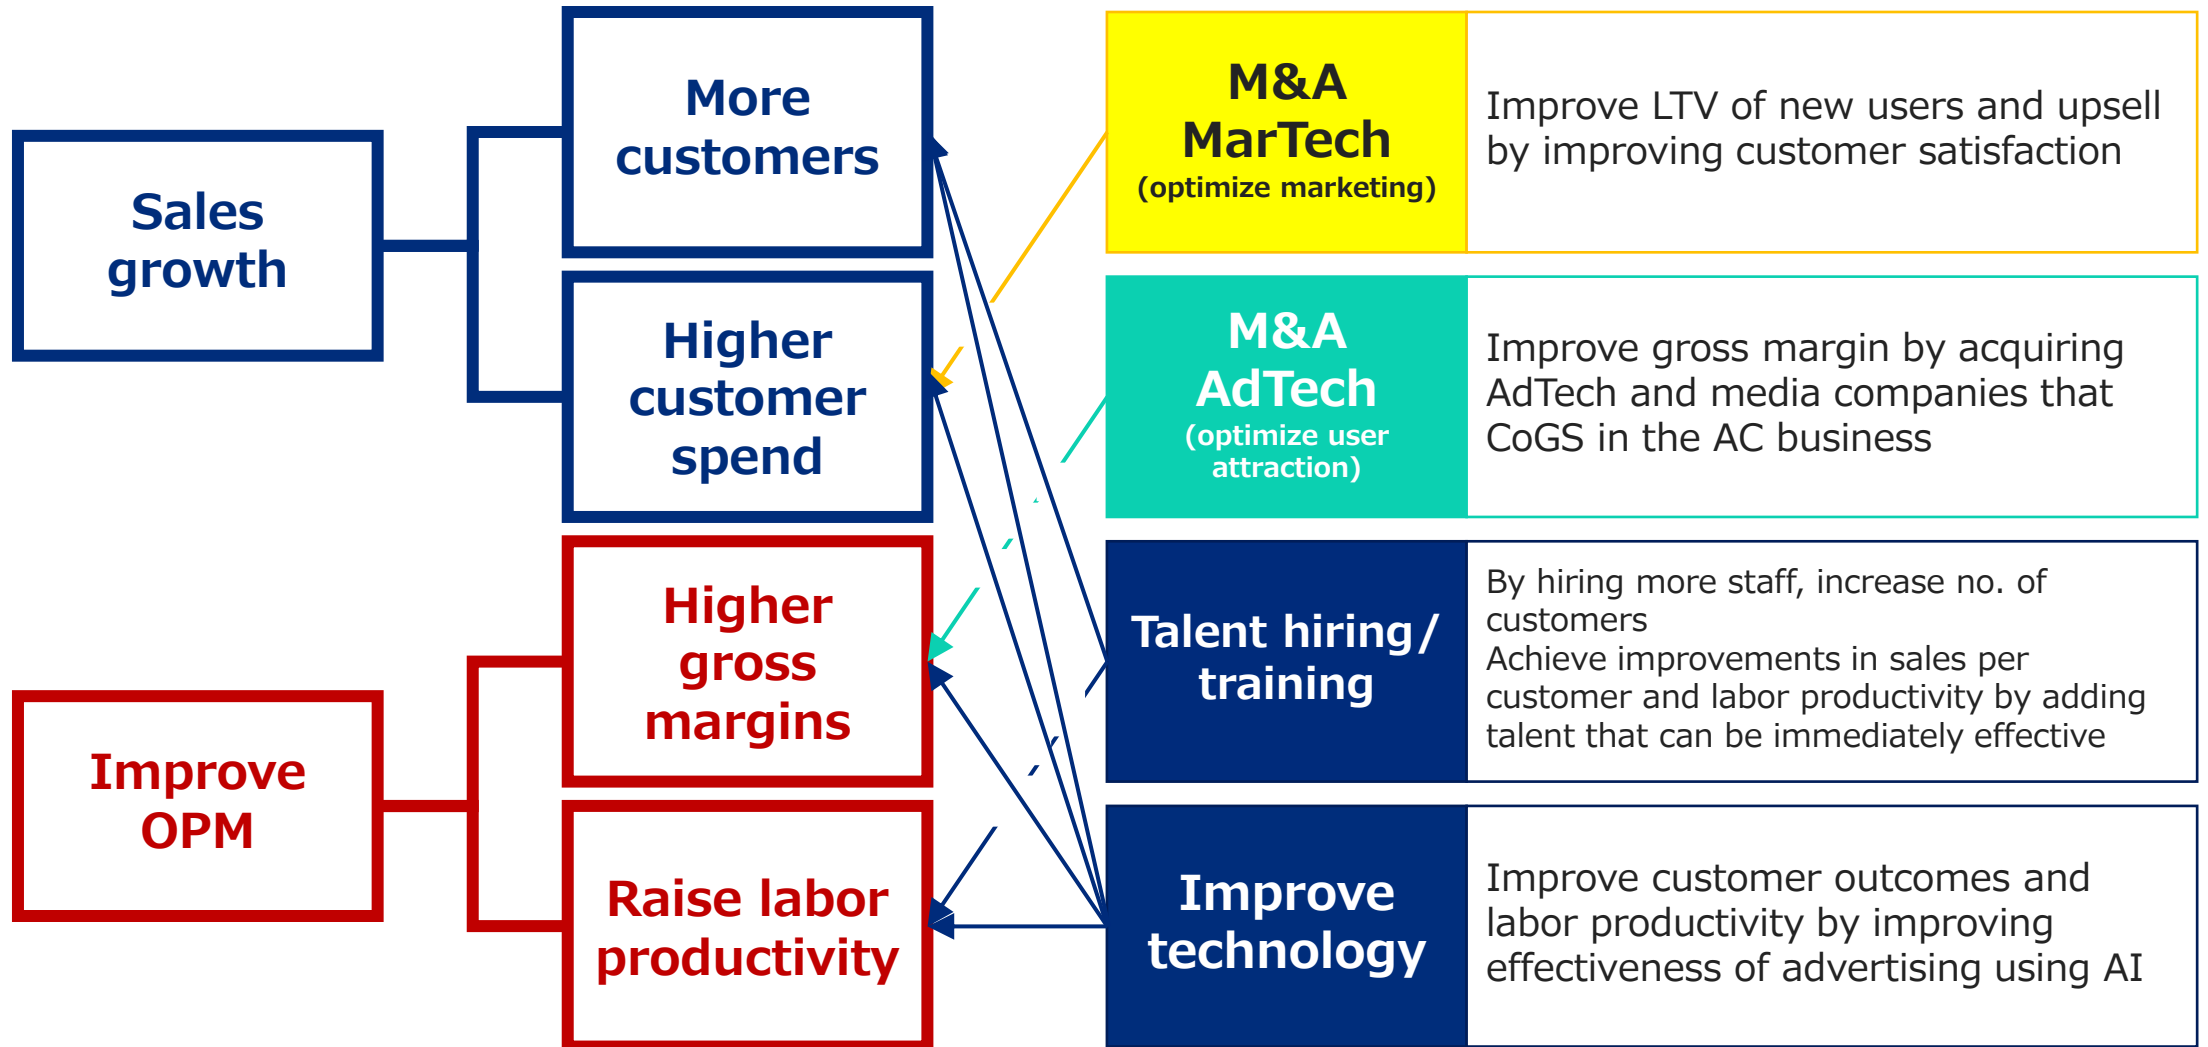 Sales
growth
More
customers
Higher
customer
spend
Improve
OPM
Higher
gross
margins
Raise labor
productivity
M&A
MarTech
(optimize marketing)
Improve LTV of new users and upsell
by improving customer satisfaction
M&A
AdTech
(optimize user
attraction)
Improve gross margin by acquiring
AdTech and media companies that
CoGS in the AC business
Talent hiring/
training
By hiring more staff, increase no. of
customers
Achieve improvements in sales per
customer and labor productivity by adding
talent that can be immediately effective
Improve
technology
Improve customer outcomes and
labor productivity by improving
effectiveness of advertising using AI